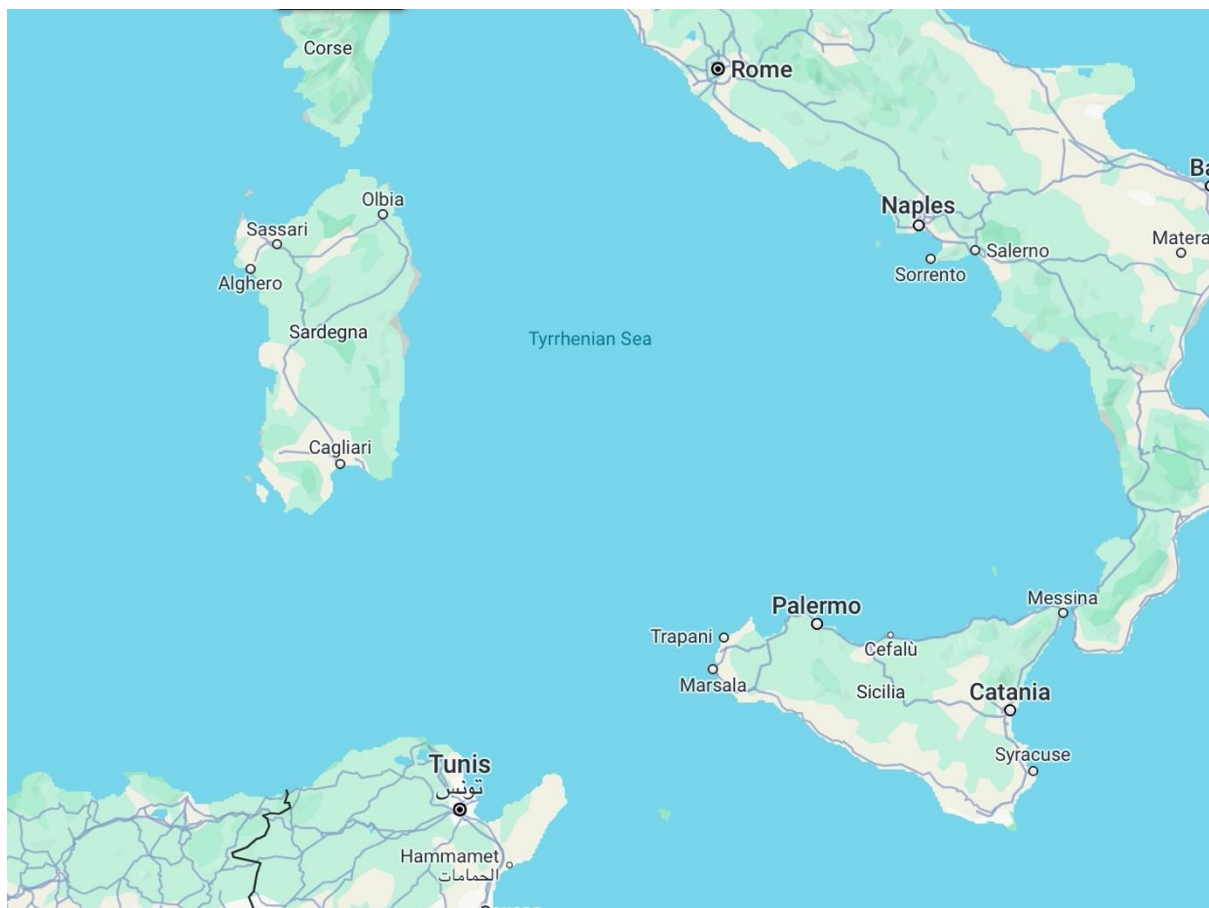 Corse
Rome
Ba
Olbia
Naples
Sassari
Matera
Salerno
Alghero
Sorrento
Sardegna
Tyrrhenian Sea
Cagliari
Messina
Palermo
Trapani
Cefalù
Marsala
Sicilia
Catania
Syracuse
Tunis
تونس
Hammamet
الحمامات